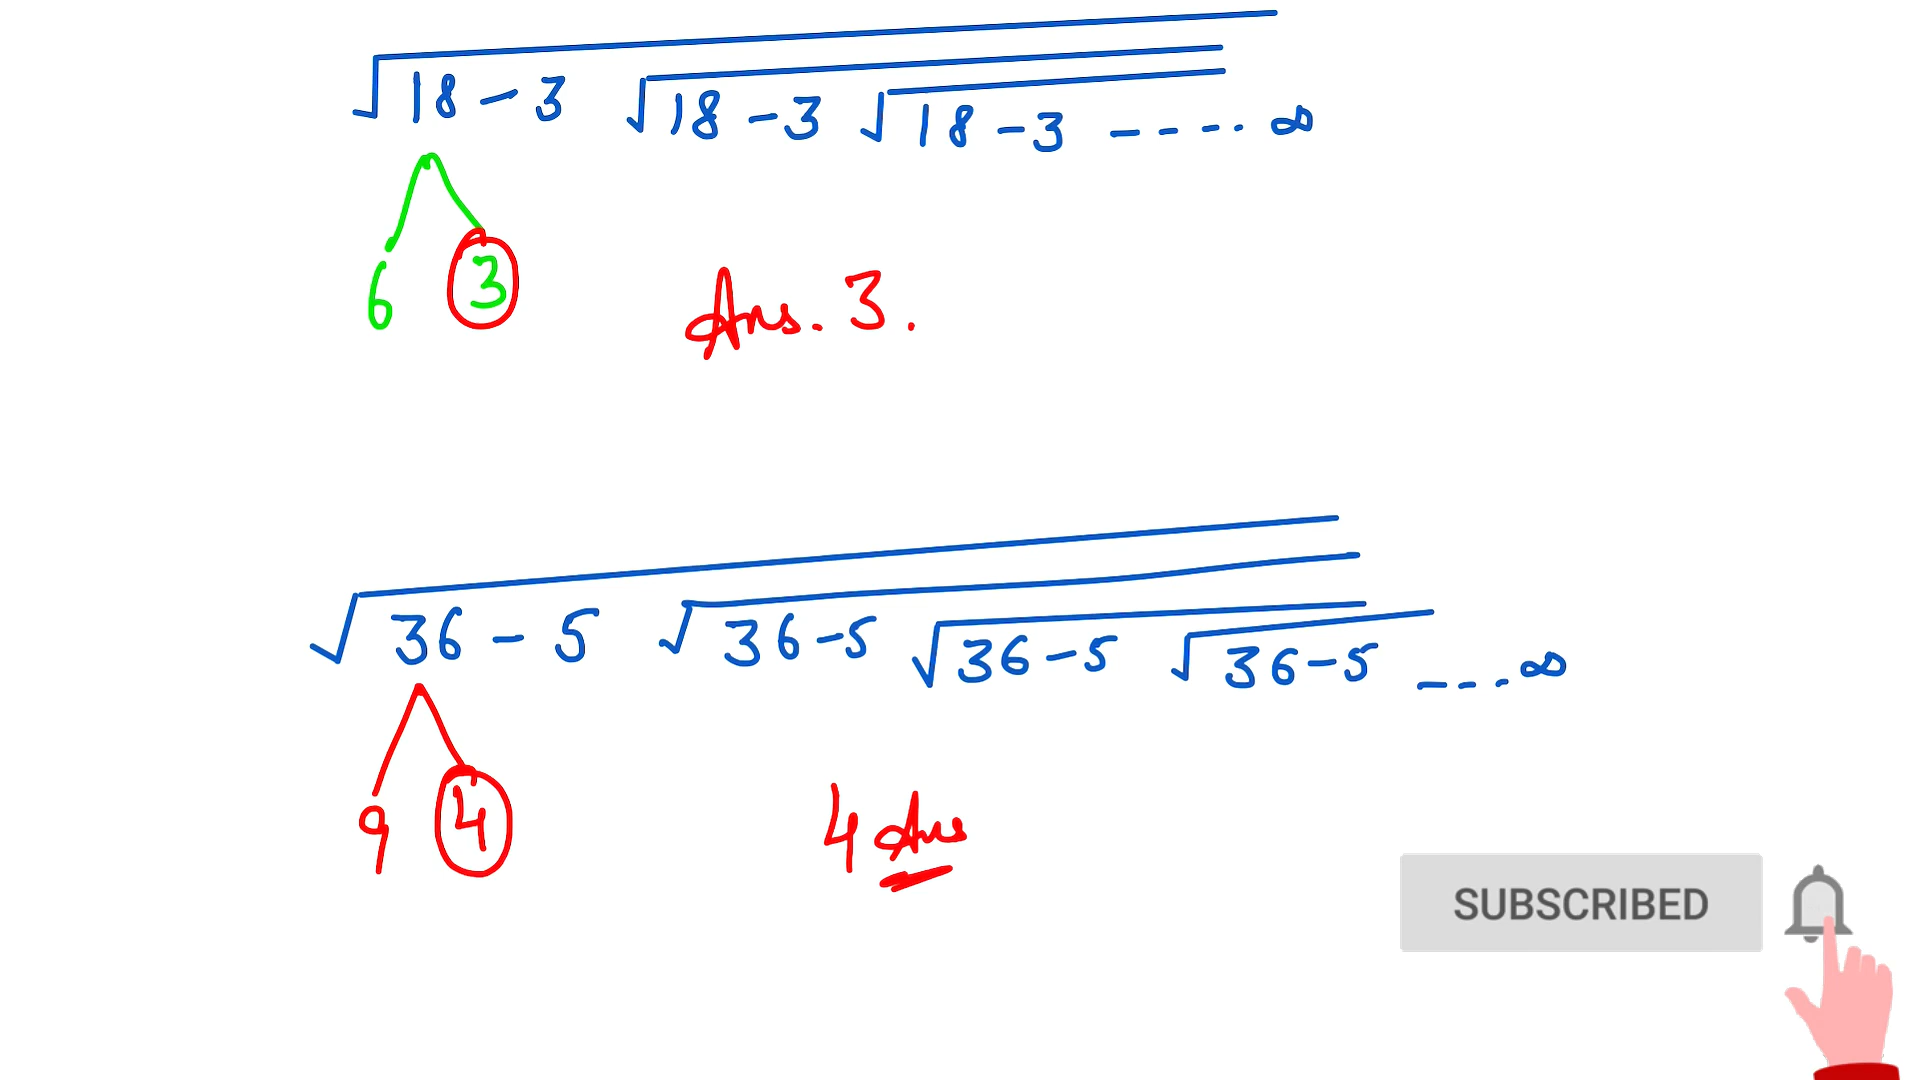 √18 - 3 √18 - 3 √18 - 3 - - - - ∞
6 3
Ans. 3.
√36 - 5 √36 - 5 √36 - 5 √36 - 5 - - - ∞
9 4
4 Ans
SUBSCRIBED